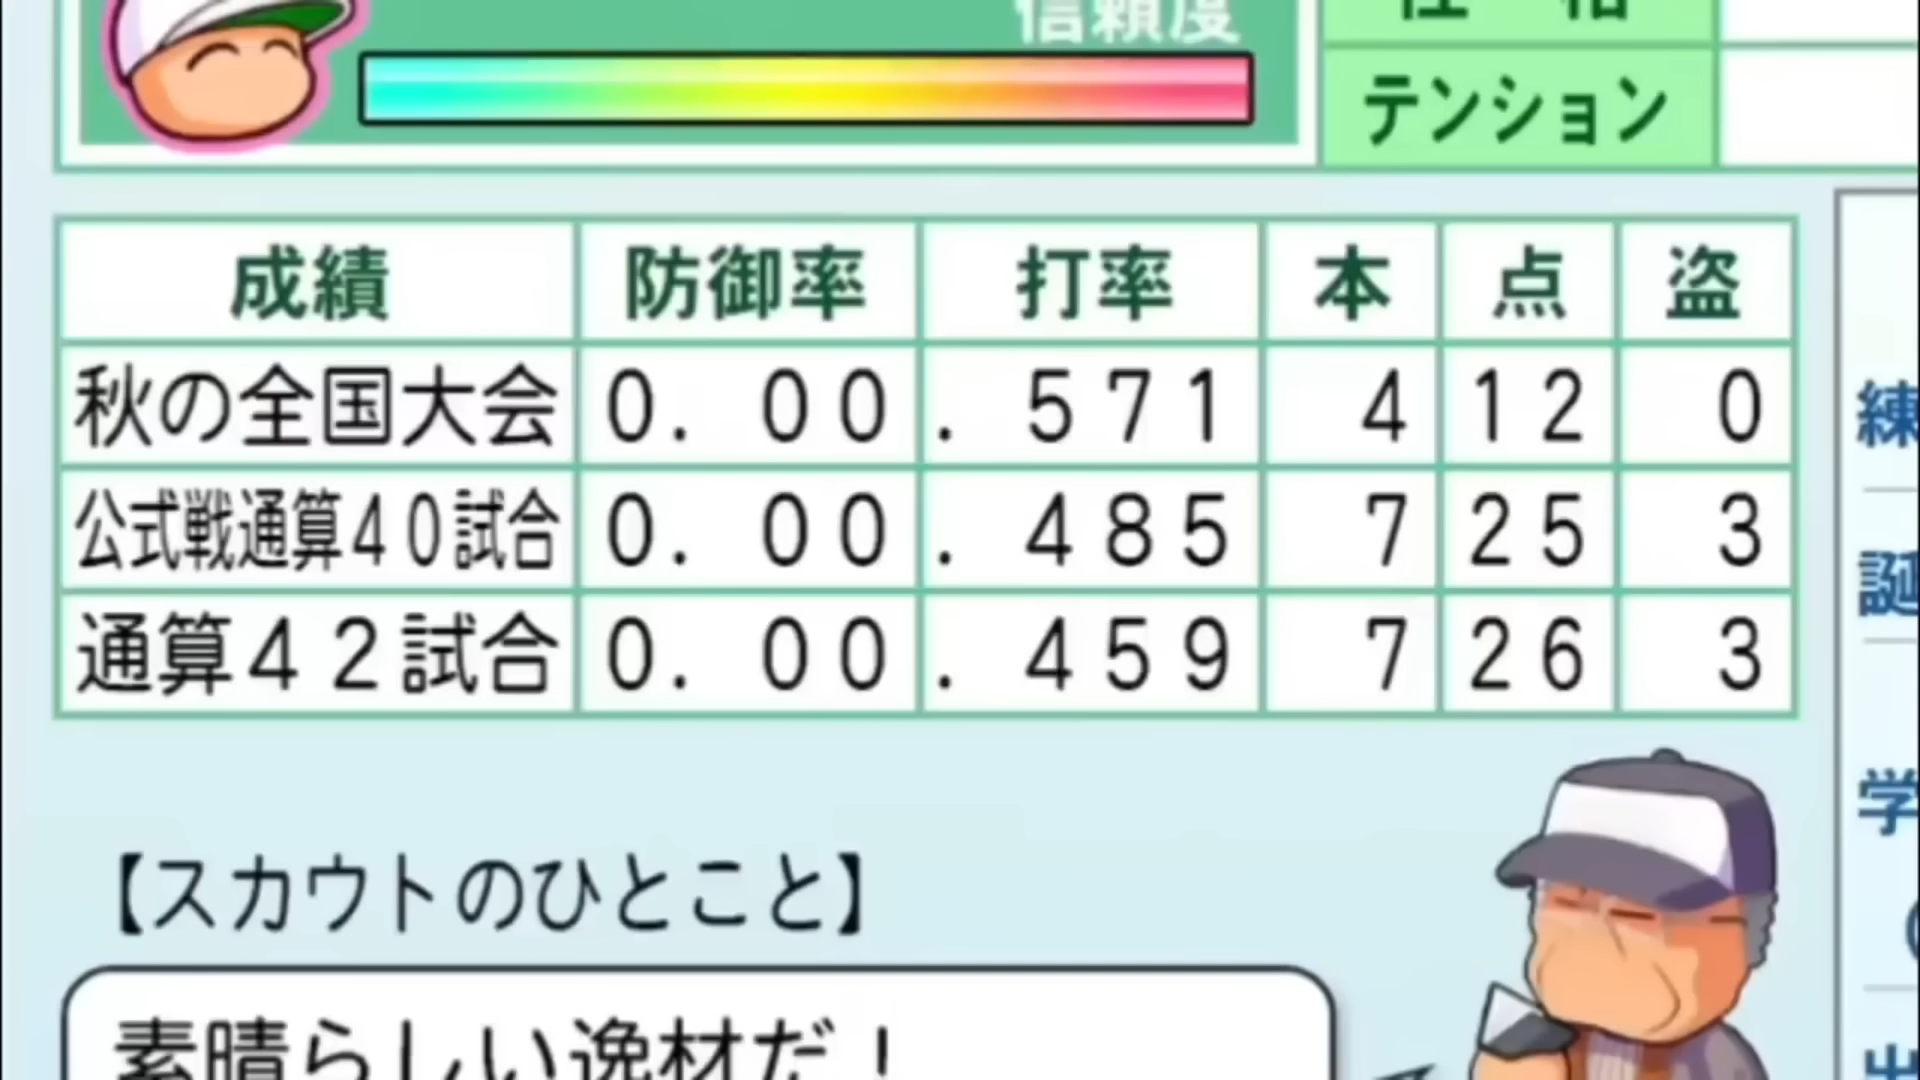 信頼度
テンション
成績 防御率 打率 本 点 盗
秋の全国大会 0.00 .571 4 12 0
公式戦通算40試合 0.00 .485 7 25 3
通算42試合 0.00 .459 7 26 3
【スカウトのひとこと】
素晴らしい逸材だ！
練
誕
学